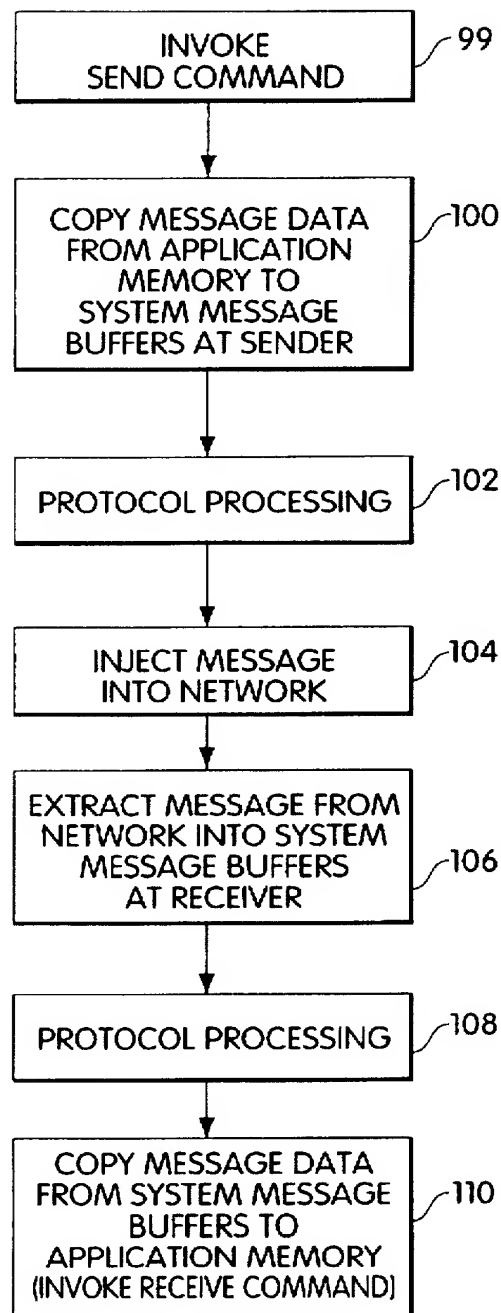 INVOKE
SEND COMMAND
99
COPY MESSAGE DATA
FROM APPLICATION
MEMORY TO
SYSTEM MESSAGE
BUFFERS AT SENDER
100
PROTOCOL PROCESSING
102
INJECT MESSAGE
INTO NETWORK
104
EXTRACT MESSAGE FROM
NETWORK INTO SYSTEM
MESSAGE BUFFERS
AT RECEIVER
106
PROTOCOL PROCESSING
108
COPY MESSAGE DATA
FROM SYSTEM MESSAGE
BUFFERS TO
APPLICATION MEMORY
(INVOKE RECEIVE COMMAND)
110